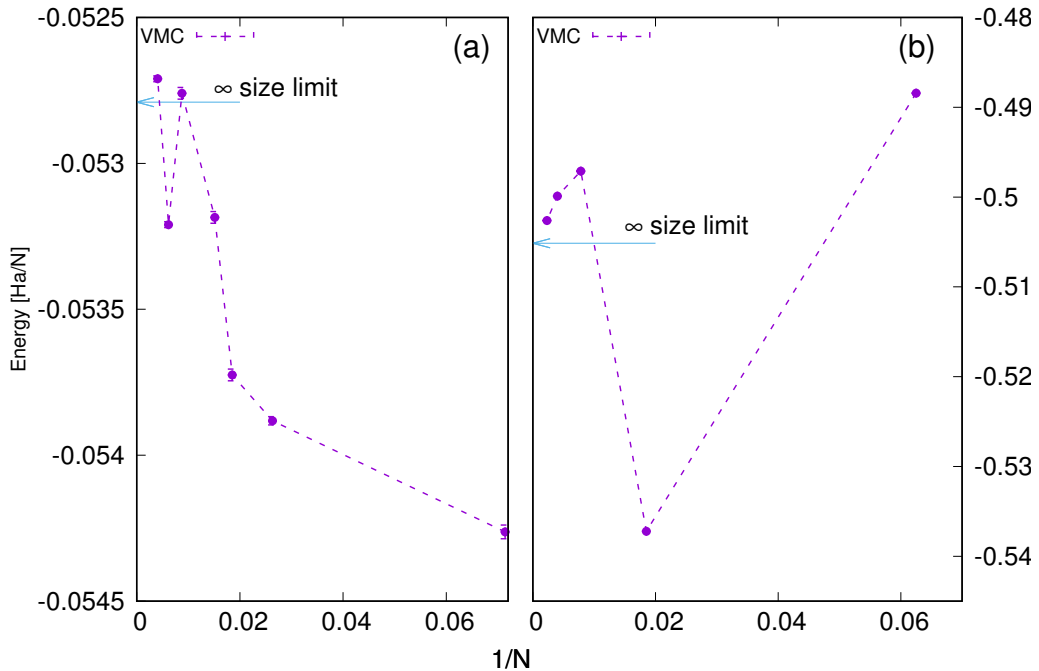 -0.0525
-0.053
-0.0535
-0.054
-0.0545
Energy [Ha/N]
VMC
(a)
∞ size limit
0
0.02
0.04
0.06
VMC
(b)
∞ size limit
-0.48
-0.49
-0.5
-0.51
-0.52
-0.53
-0.54
0
0.02
0.04
0.06
1/N